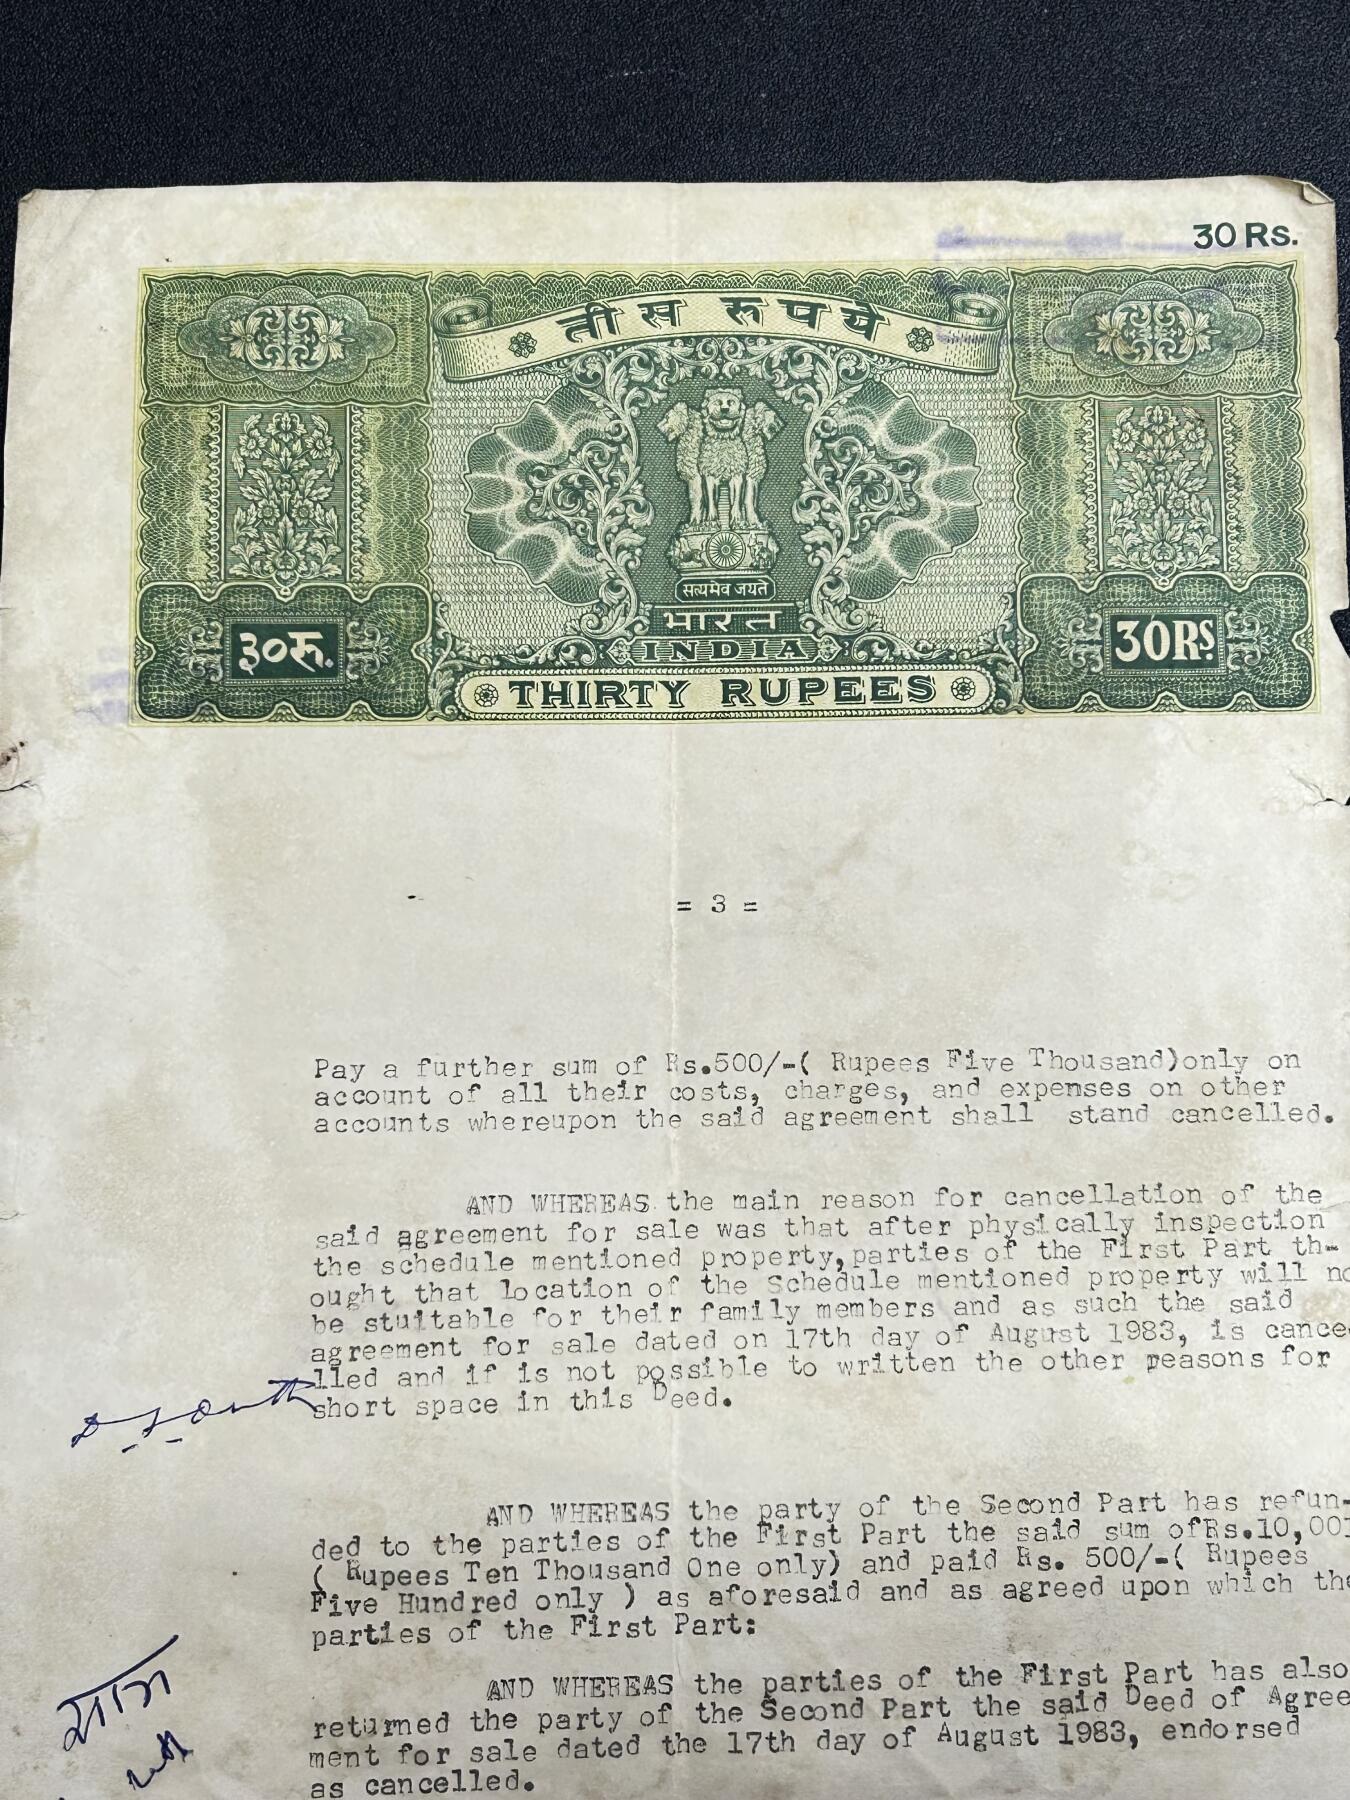 30 Rs.
तीस रुपये
सत्यमेव जयते
भारत
INDIA
३०रु.
30RS.
THIRTY RUPEES
= 3 =
Pay a further sum of Rs.500/-( Rupees Five Thousand)only on
account of all their costs, charges, and expenses on other
accounts whereupon the said agreement shall stand cancelled.
AND WHEREAS the main reason for cancellation of the
said agreement for sale was that after physically inspection
the schedule mentioned property,parties of the First Part th-
ought that location of the Schedule mentioned property will no
be stuitable for their family members and as such the said
agreement for sale dated on 17th day of August 1983, is cance
lled and if is not possible to written the other reasons for
short space in this Deed.
AND WHEREAS the party of the Second Part has refun-
ded to the parties of the First Part the said sum ofRs.10,001
( Rupees Ten Thousand One only) and paid Rs. 500/-( Rupees
Five Hundred only ) as aforesaid and as agreed upon which the
parties of the First Part:
AND WHEREAS the parties of the First Part has also
returned the party of the Second Part the said Deed of Agree
ment for sale dated the 17th day of August 1983, endorsed
as cancelled.